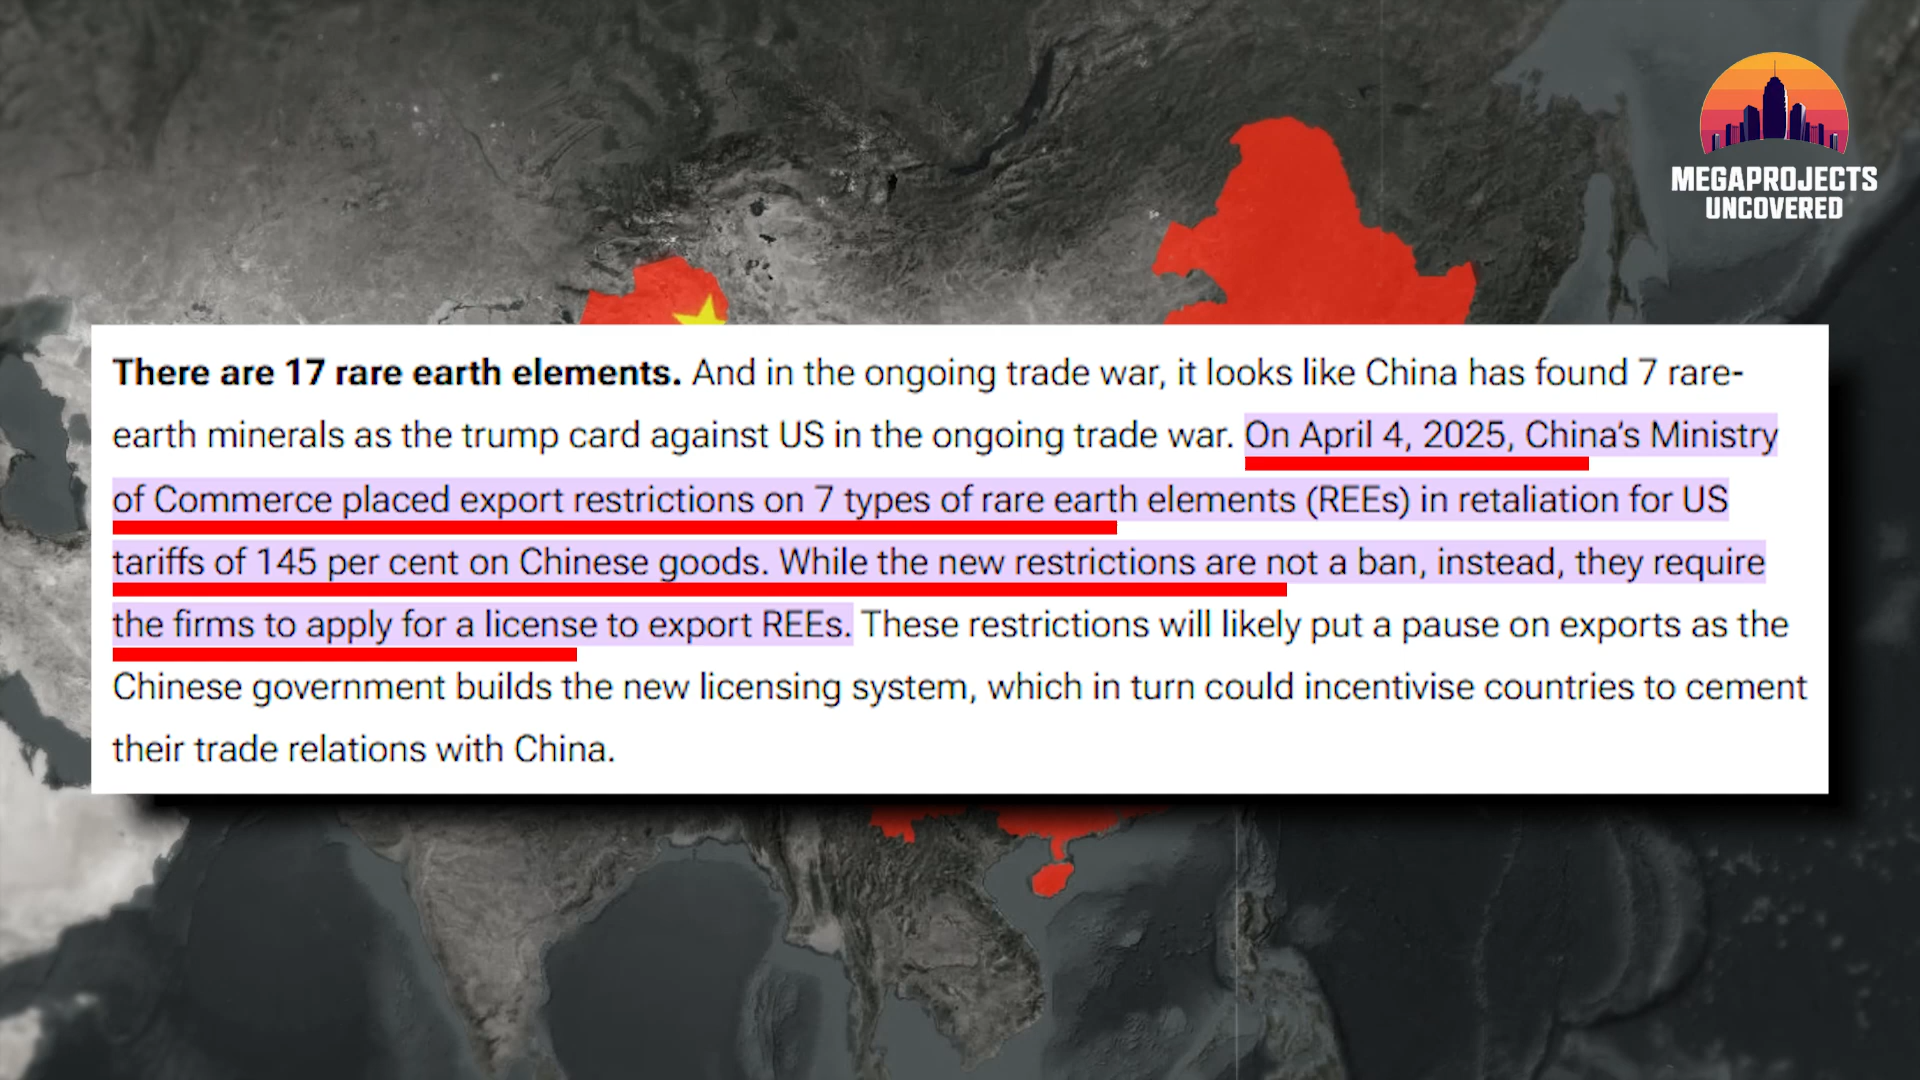 MEGAPROJECTS
UNCOVERED
There are 17 rare earth elements. And in the ongoing trade war, it looks like China has found 7 rare-
earth minerals as the trump card against US in the ongoing trade war. On April 4, 2025, China's Ministry
of Commerce placed export restrictions on 7 types of rare earth elements (REEs) in retaliation for US
tariffs of 145 per cent on Chinese goods. While the new restrictions are not a ban, instead, they require
the firms to apply for a license to export REEs. These restrictions will likely put a pause on exports as the
Chinese government builds the new licensing system, which in turn could incentivise countries to cement
their trade relations with China.